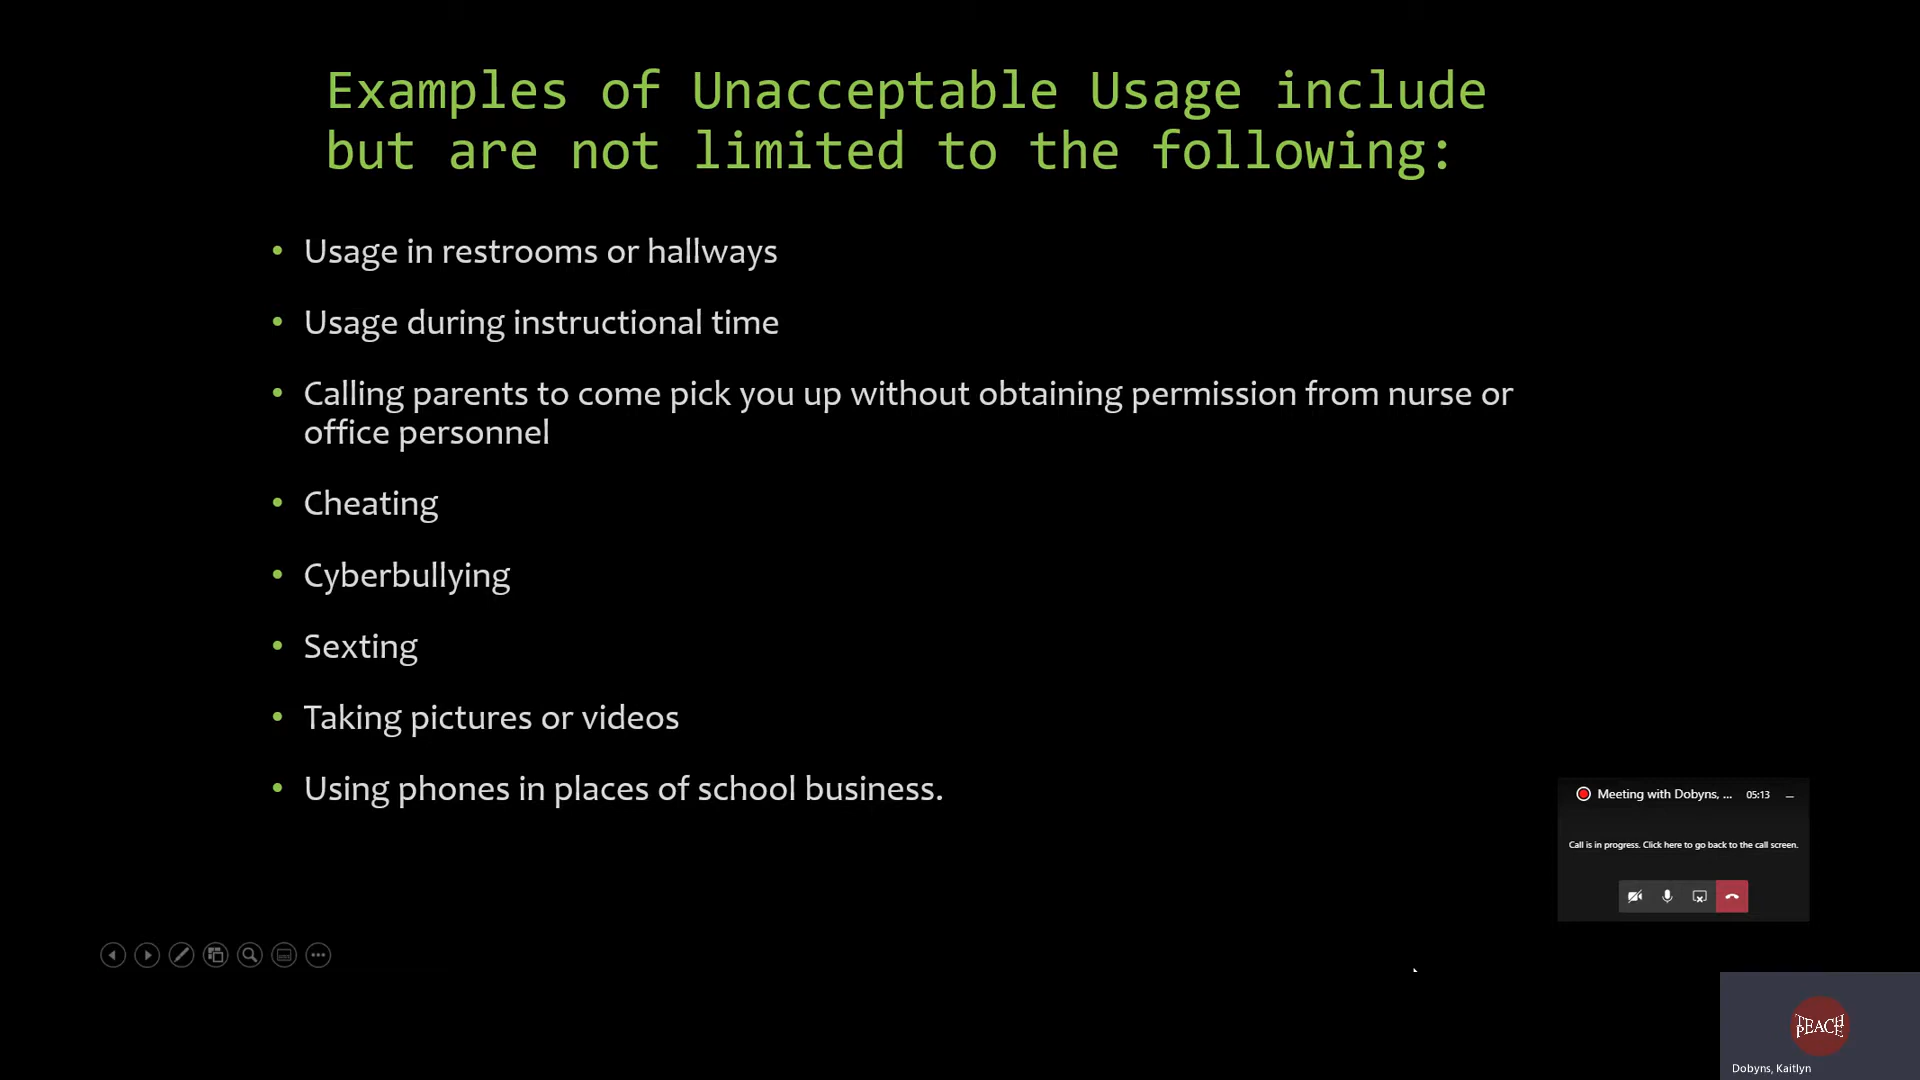 Examples of Unacceptable Usage include
but are not limited to the following:
• Usage in restrooms or hallways
• Usage during instructional time
• Calling parents to come pick you up without obtaining permission from nurse or
office personnel
• Cheating
• Cyberbullying
• Sexting
• Taking pictures or videos
• Using phones in places of school business.
Meeting with Dobyns, ... 05:13
Call is in progress. Click here to go back to the call screen.
TEACH
PEACE
Dobyns, Kaitlyn